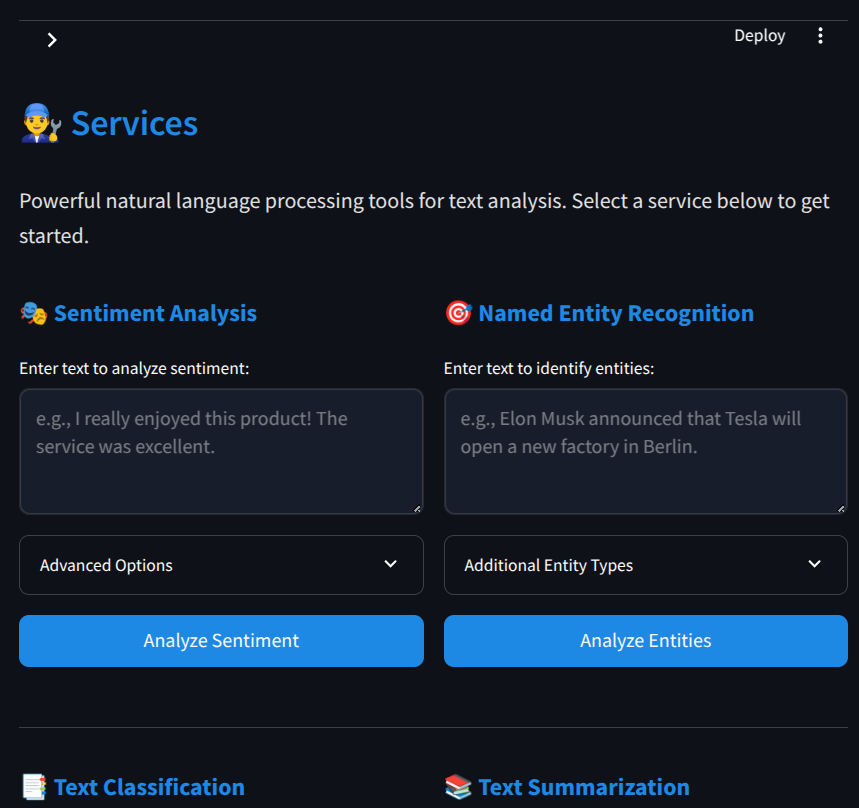 Deploy
Services
Powerful natural language processing tools for text analysis. Select a service below to get
started.
Sentiment Analysis
Enter text to analyze sentiment:
e.g., I really enjoyed this product! The
service was excellent.
Advanced Options
Analyze Sentiment
Named Entity Recognition
Enter text to identify entities:
e.g., Elon Musk announced that Tesla will
open a new factory in Berlin.
Additional Entity Types
Analyze Entities
Text Classification
Text Summarization